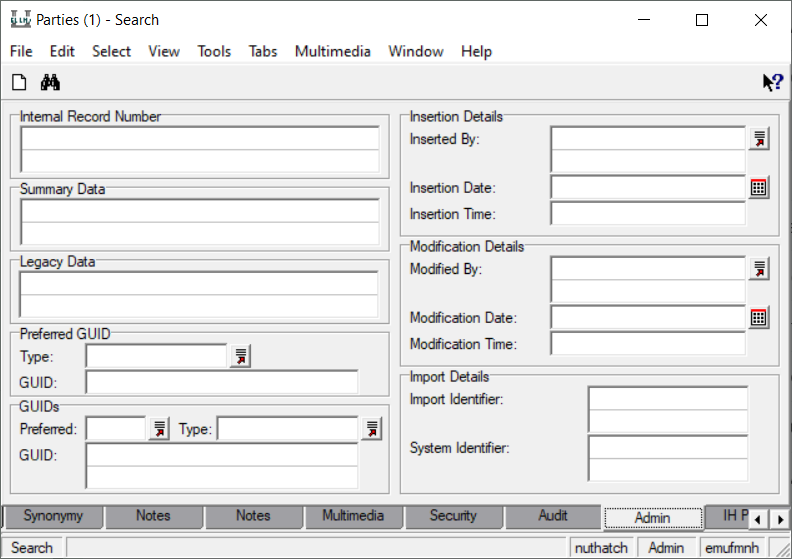 Parties (1) - Search
File Edit Select View Tools Tabs Multimedia Window Help
Internal Record Number
Summary Data
Legacy Data
Preferred GUID
Type:
GUID:
GUIDs
Preferred: Type:
GUID:
Insertion Details
Inserted By:
Insertion Date:
Insertion Time:
Modification Details
Modified By:
Modification Date:
Modification Time:
Import Details
Import Identifier:
System Identifier:
Synonymy Notes Notes Multimedia Security Audit Admin IH P
Search nuthatch Admin emufmnh